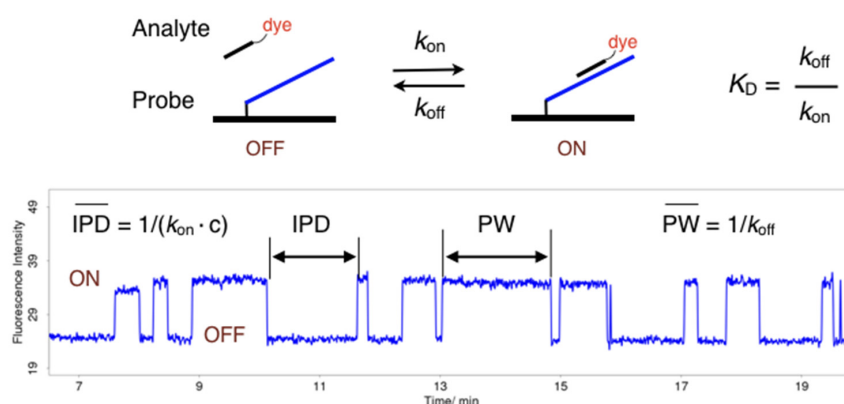 Analyte
dye
Probe
OFF
kon
koff
dye
ON
KD = koff / kon
Fluorescence Intensity
49
39
29
19
IPD = 1/(kon · c)
IPD
PW
PW = 1/koff
ON
OFF
7
9
11
13
15
17
19
Time/ min